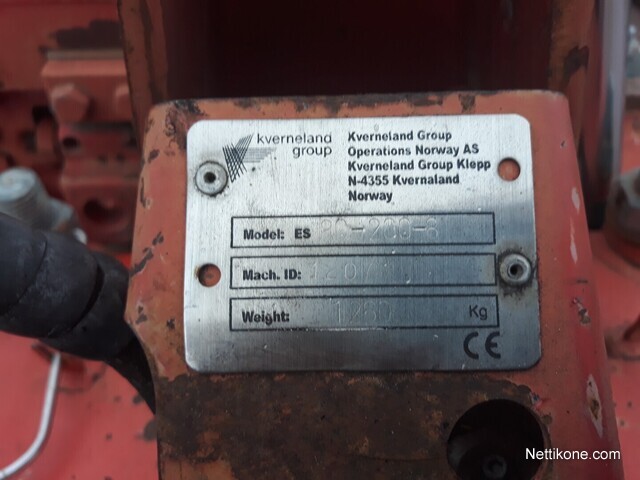 kverneland
group
Kverneland Group
Operations Norway AS
Kverneland Group Klepp
N-4355 Kvernaland
Norway
Model: ES
Mach. ID:
Weight: Kg
CE
Nettikone.com